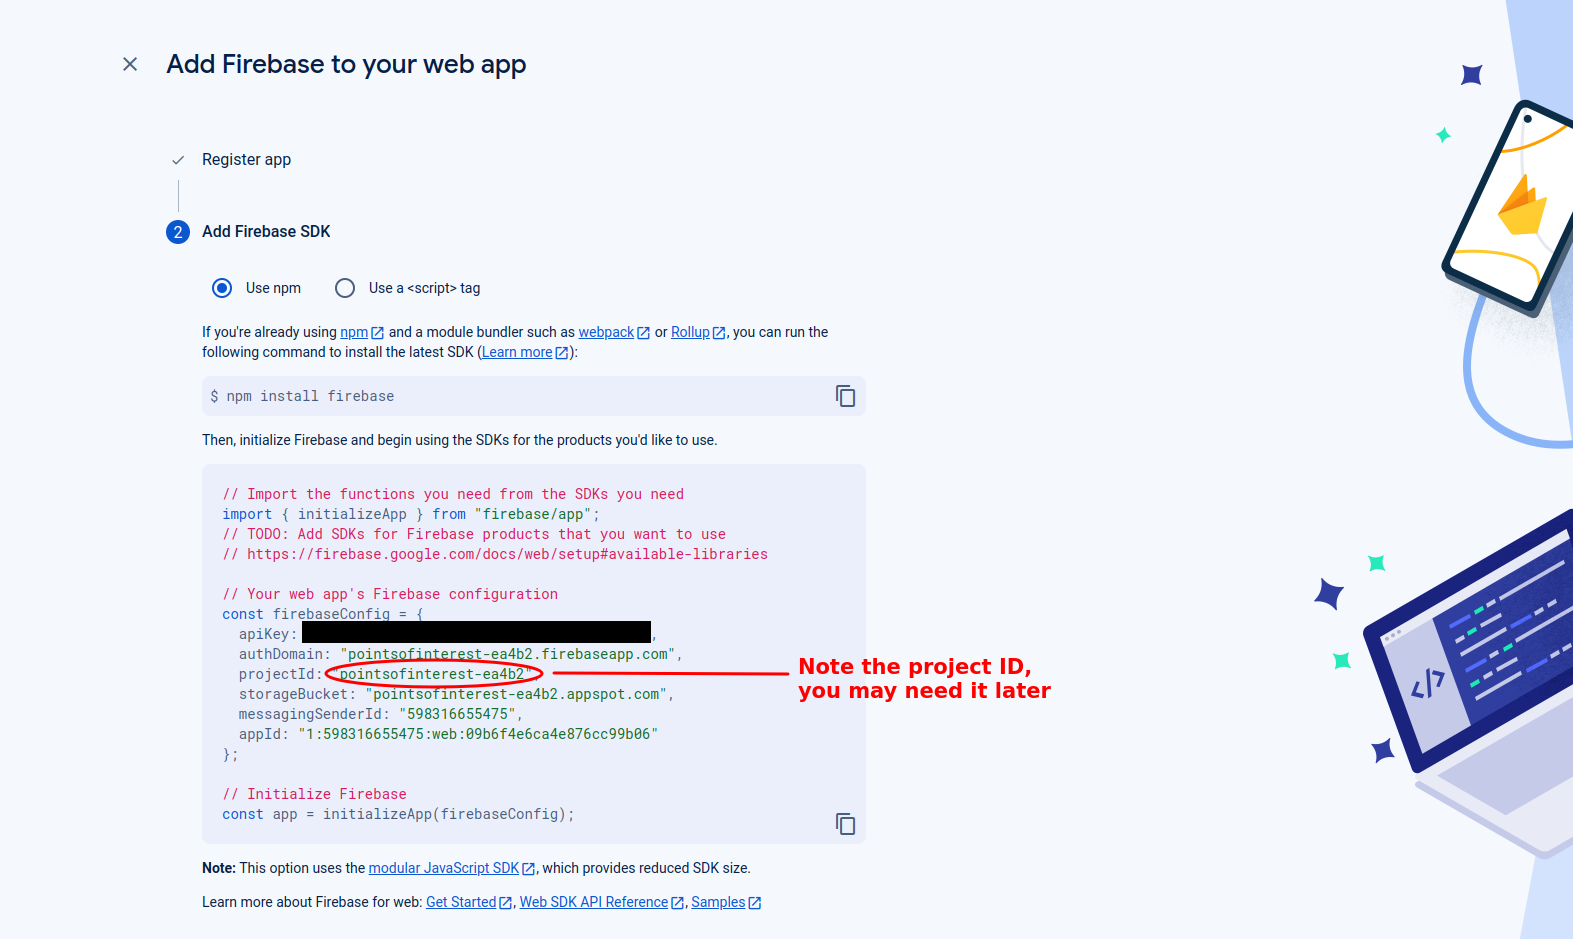 Add Firebase to your web app
Register app
2 Add Firebase SDK
Use npm Use a <script> tag
If you're already using npm and a module bundler such as webpack or Rollup, you can run the
following command to install the latest SDK (Learn more):
$ npm install firebase
Then, initialize Firebase and begin using the SDKs for the products you'd like to use.
// Import the functions you need from the SDKs you need
import { initializeApp } from "firebase/app";
// TODO: Add SDKs for Firebase products that you want to use
// https://firebase.google.com/docs/web/setup#available-libraries
// Your web app's Firebase configuration
const firebaseConfig = {
apiKey: ,
authDomain: "pointsofinterest-ea4b2.firebaseapp.com",
projectId: "pointsofinterest-ea4b2",
storageBucket: "pointsofinterest-ea4b2.appspot.com",
messagingSenderId: "598316655475",
appId: "1:598316655475:web:09b6f4e6ca4e876cc99b06"
};
// Initialize Firebase
const app = initializeApp(firebaseConfig);
Note the project ID,
you may need it later
Note: This option uses the modular JavaScript SDK, which provides reduced SDK size.
Learn more about Firebase for web: Get Started, Web SDK API Reference, Samples
</>